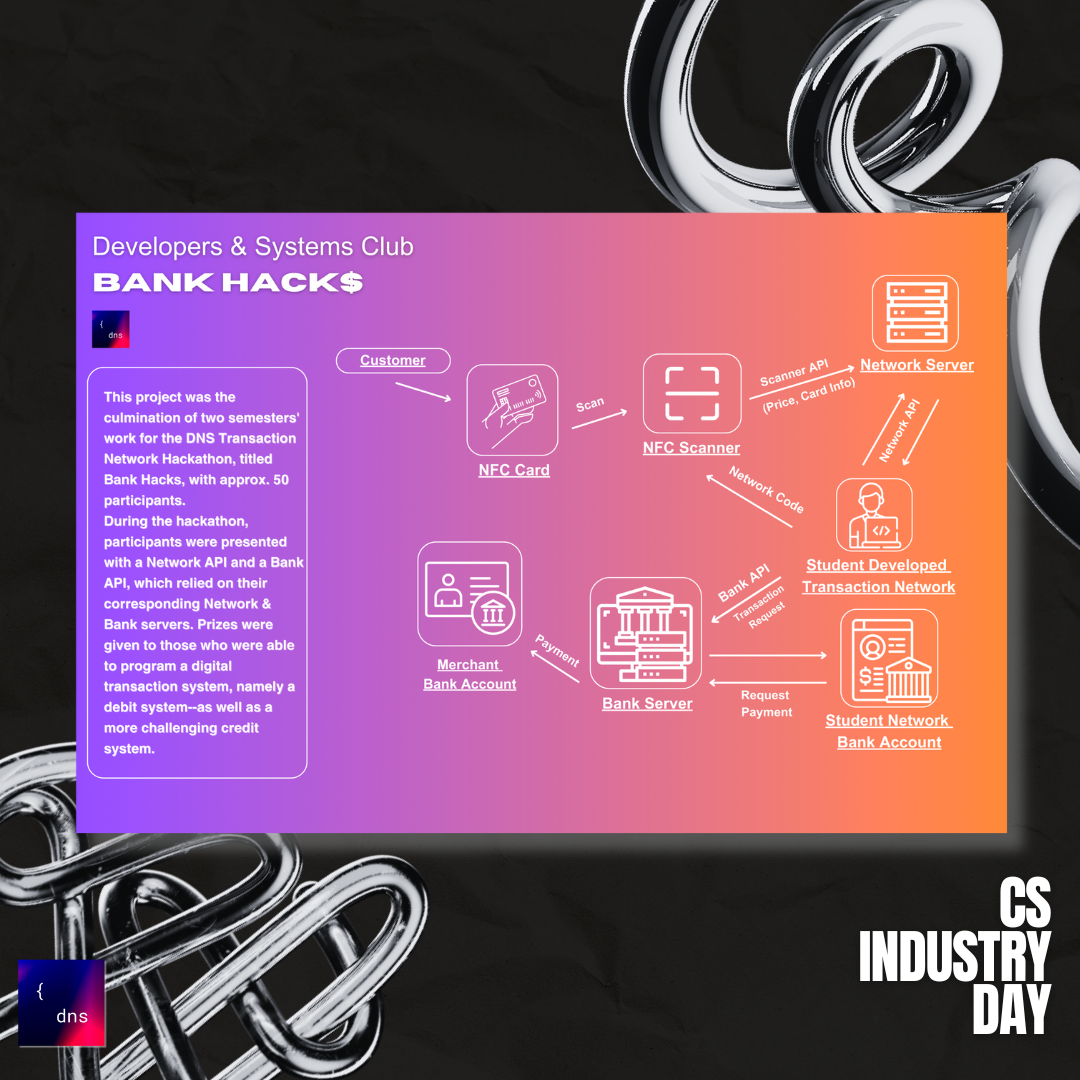 Developers & Systems Club
BANK HACK$
{
dns
This project was the
culmination of two semesters'
work for the DNS Transaction
Network Hackathon, titled
Bank Hacks, with approx. 50
participants.
During the hackathon,
participants were presented
with a Network API and a Bank
API, which relied on their
corresponding Network &
Bank servers. Prizes were
given to those who were able
to program a digital
transaction system, namely a
debit system--as well as a
more challenging credit
system.
Customer
NFC Card
Scan
NFC Scanner
Scanner API
(Price, Card Info)
Network Server
Network API
Network Code
</>
Student Developed
Transaction Network
Bank API
Transaction
Request
Merchant
Bank Account
Payment
Bank Server
Request
Payment
$
Student Network
Bank Account
CS
INDUSTRY
DAY
{
dns